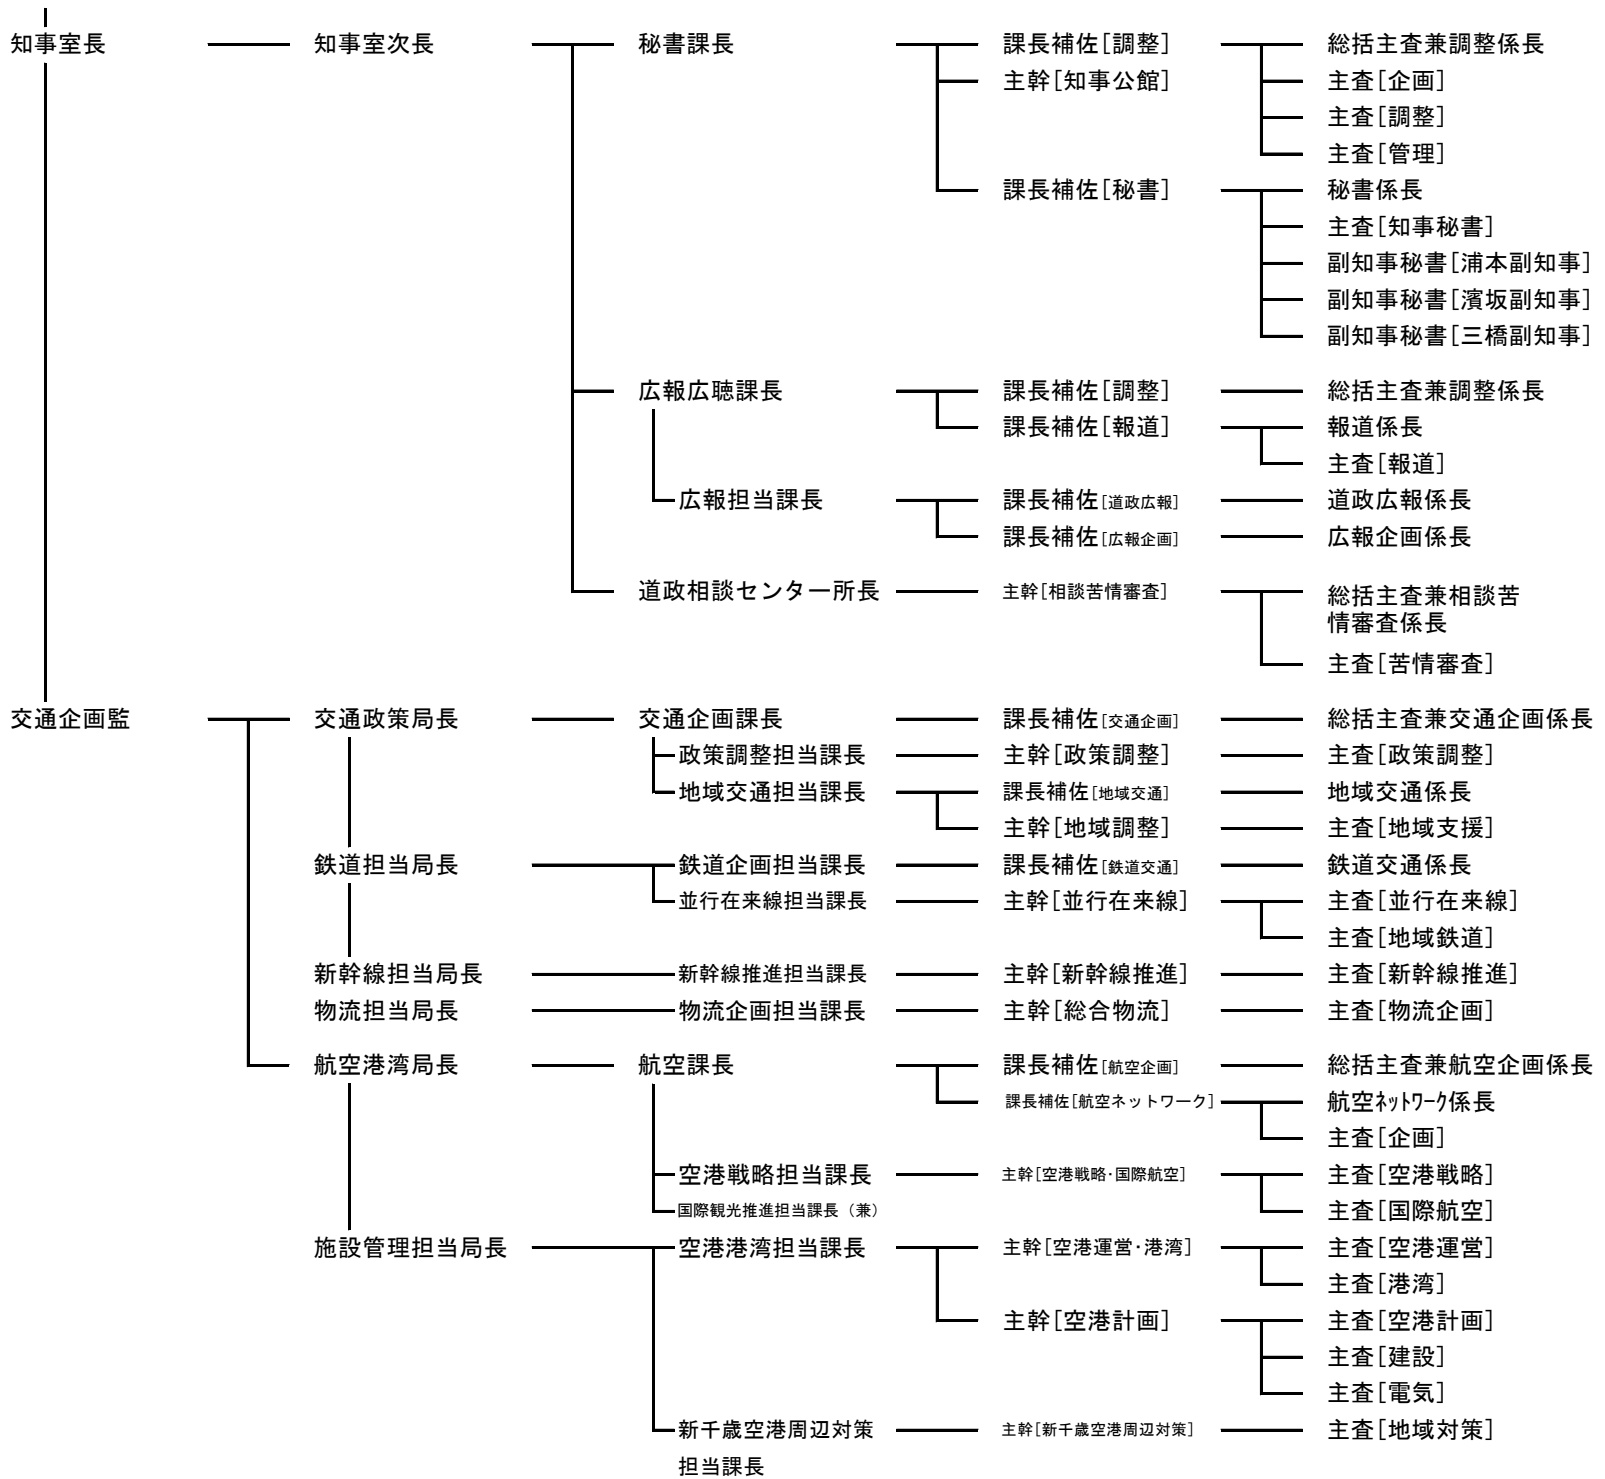 知事室長 知事室次長 秘書課長 課長補佐[調整] 総括主査兼調整係長
主幹[知事公館] 主査[企画]
主査[調整]
主査[管理]
課長補佐[秘書] 秘書係長
主査[知事秘書]
副知事秘書[浦本副知事]
副知事秘書[濱坂副知事]
副知事秘書[三橋副知事]
広報広聴課長 課長補佐[調整] 総括主査兼調整係長
課長補佐[報道] 報道係長
主査[報道]
広報担当課長 課長補佐[道政広報] 道政広報係長
課長補佐[広報企画] 広報企画係長
道政相談センター所長 主幹[相談苦情審査] 総括主査兼相談苦
情審査係長
主査[苦情審査]
交通企画監 交通政策局長 交通企画課長 課長補佐[交通企画] 総括主査兼交通企画係長
政策調整担当課長 主幹[政策調整] 主査[政策調整]
地域交通担当課長 課長補佐[地域交通] 地域交通係長
主幹[地域調整] 主査[地域支援]
鉄道担当局長 鉄道企画担当課長 課長補佐[鉄道交通] 鉄道交通係長
並行在来線担当課長 主幹[並行在来線] 主査[並行在来線]
主査[地域鉄道]
新幹線担当局長 新幹線推進担当課長 主幹[新幹線推進] 主査[新幹線推進]
物流担当局長 物流企画担当課長 主幹[総合物流] 主査[物流企画]
航空港湾局長 航空課長 課長補佐[航空企画] 総括主査兼航空企画係長
課長補佐[航空ネットワーク] 航空ﾈｯﾄﾜｰｸ係長
主査[企画]
空港戦略担当課長 主幹[空港戦略･国際航空] 主査[空港戦略]
国際観光推進担当課長（兼） 主査[国際航空]
施設管理担当局長 空港港湾担当課長 主幹[空港運営･港湾] 主査[空港運営]
主査[港湾]
主幹[空港計画] 主査[空港計画]
主査[建設]
主査[電気]
新千歳空港周辺対策 主幹[新千歳空港周辺対策] 主査[地域対策]
担当課長